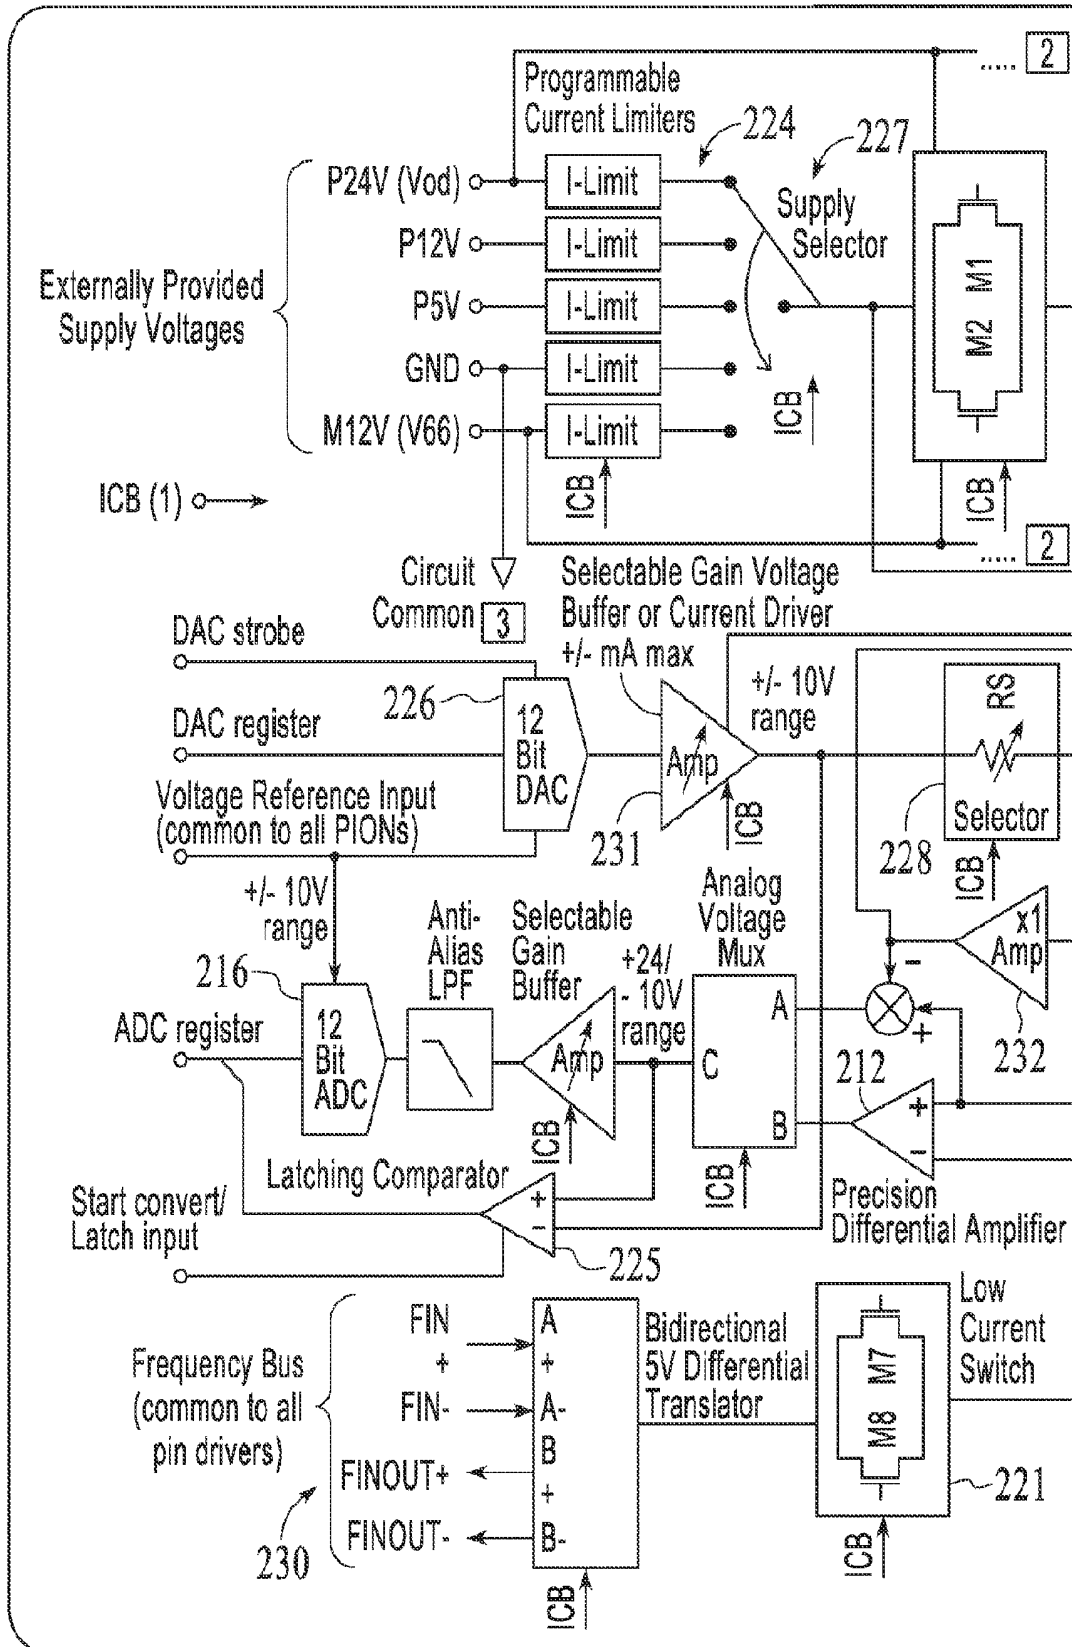 2
Programmable
Current Limiters
224
227
P24V (Vod)
I-Limit
Supply
Selector
P12V
I-Limit
M1
M2
Externally Provided
Supply Voltages
P5V
I-Limit
GND
I-Limit
ICB
M12V (V66)
I-Limit
ICB (1)
ICB
ICB
2
Circuit
Common
3
Selectable Gain Voltage
Buffer or Current Driver
+/- mA max
DAC strobe
226
+/- 10V
range
RS
DAC register
12
Bit
DAC
Amp
Voltage Reference Input
(common to all PIONs)
231
ICB
228
Selector
ICB
+/- 10V
range
Anti-
Alias
LPF
Selectable
Gain
Buffer
+24/
- 10V
range
Analog
Voltage
Mux
x1
Amp
216
-
A
+
232
ADC register
12
Bit
ADC
Amp
C
212
+
B
-
ICB
ICB
Latching Comparator
Start convert/
Latch input
+
-
225
Precision
Differential Amplifier
FIN
+
A
+
Bidirectional
5V Differential
Translator
Low
Current
Switch
Frequency Bus
(common to all
pin drivers)
FIN-
A-
M7
M8
B
FINOUT+
+
221
FINOUT-
B-
230
ICB
ICB